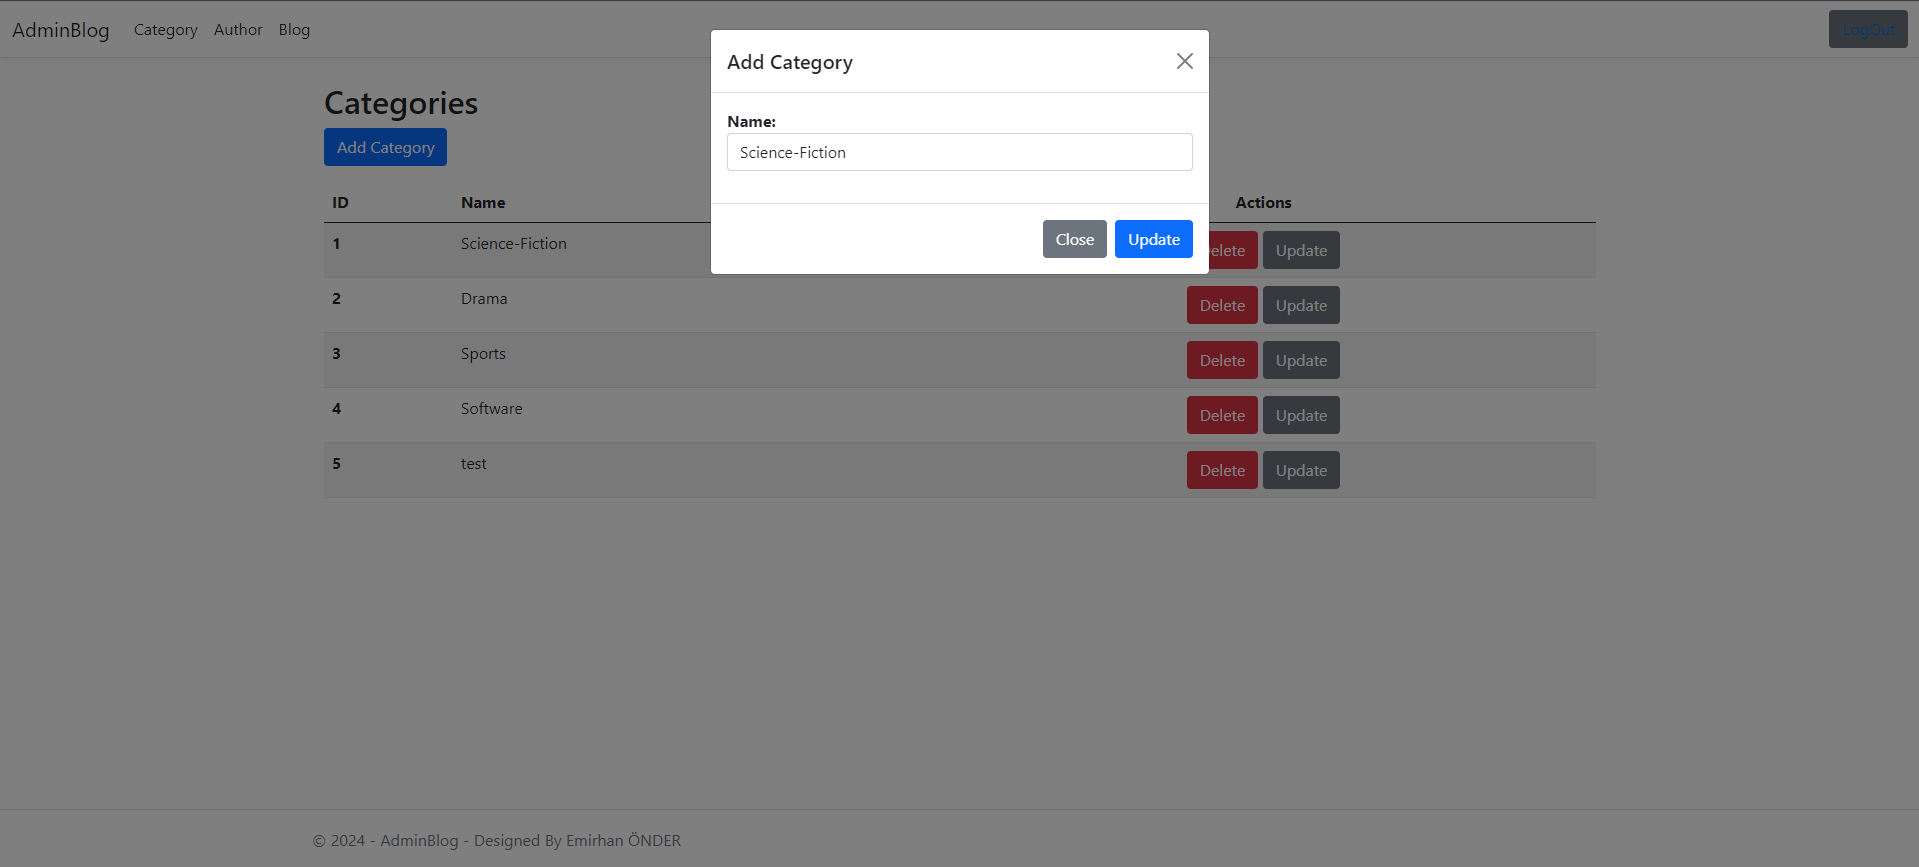 AdminBlog Category Author Blog LogOut
Add Category
Name:
Science-Fiction
Close Update
Categories
Add Category
ID Name Actions
1 Science-Fiction elete Update
2 Drama Delete Update
3 Sports Delete Update
4 Software Delete Update
5 test Delete Update
© 2024 - AdminBlog - Designed By Emirhan ÖNDER